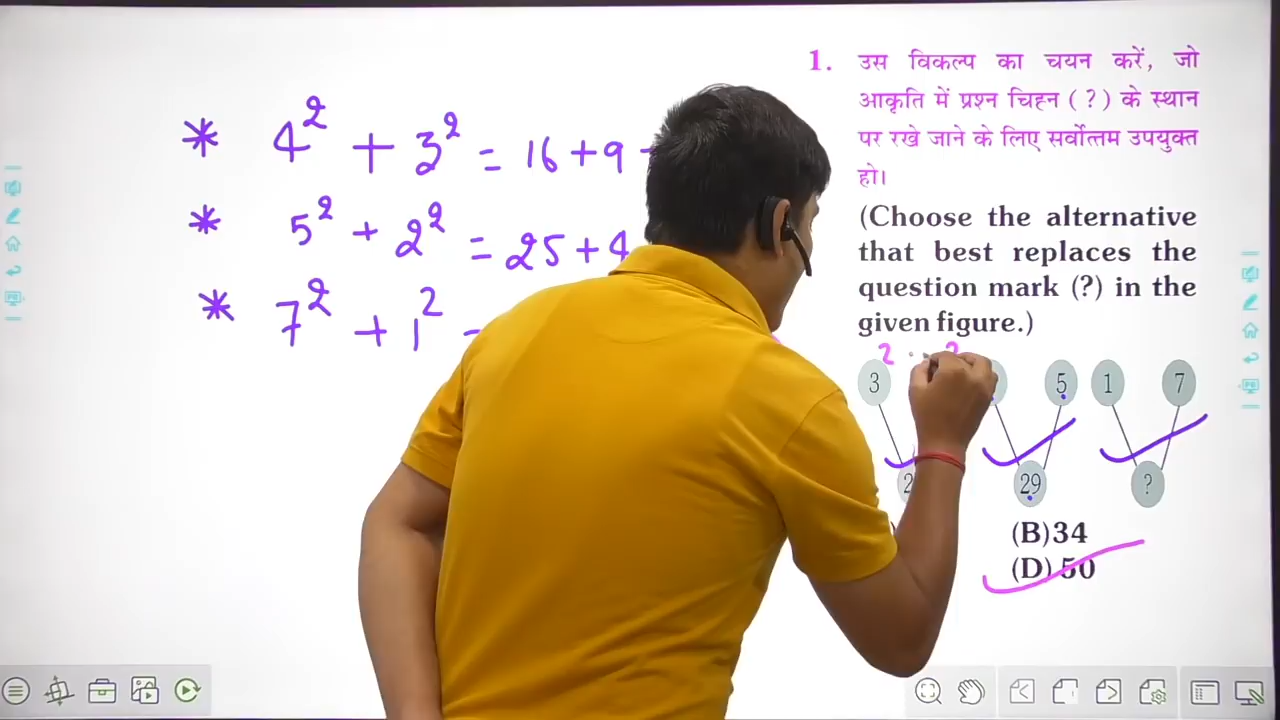 * 4² + 3² = 16 + 9
* 5² + 2² = 25 + 4
* 7² + 1² =
1. उस विकल्प का चयन करें, जो
आकृति में प्रश्न चिह्न (?) के स्थान
पर रखे जाने के लिए सर्वोत्तम उपयुक्त
हो।
(Choose the alternative
that best replaces the
question mark (?) in the
given figure.)
2 2
3 5 1 7
29 ?
(B) 34
(D) 50